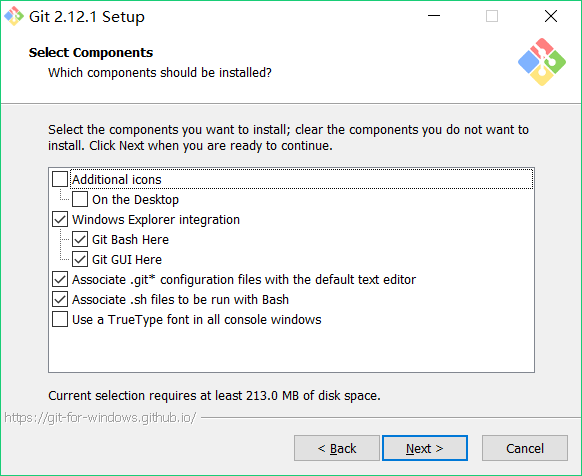 Git 2.12.1 Setup
Select Components
Which components should be installed?
Select the components you want to install; clear the components you do not want to
install. Click Next when you are ready to continue.
Additional icons
On the Desktop
Windows Explorer integration
Git Bash Here
Git GUI Here
Associate .git* configuration files with the default text editor
Associate .sh files to be run with Bash
Use a TrueType font in all console windows
Current selection requires at least 213.0 MB of disk space.
https://git-for-windows.github.io/
< Back
Next >
Cancel